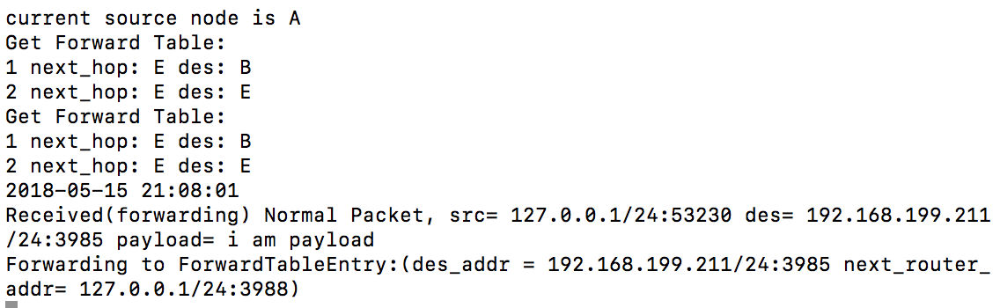 current source node is A
Get Forward Table:
1 next_hop: E des: B
2 next_hop: E des: E
Get Forward Table:
1 next_hop: E des: B
2 next_hop: E des: E
2018-05-15 21:08:01
Received(forwarding) Normal Packet, src= 127.0.0.1/24:53230 des= 192.168.199.211
/24:3985 payload= i am payload
Forwarding to ForwardTableEntry:(des_addr = 192.168.199.211/24:3985 next_router_
addr= 127.0.0.1/24:3988)